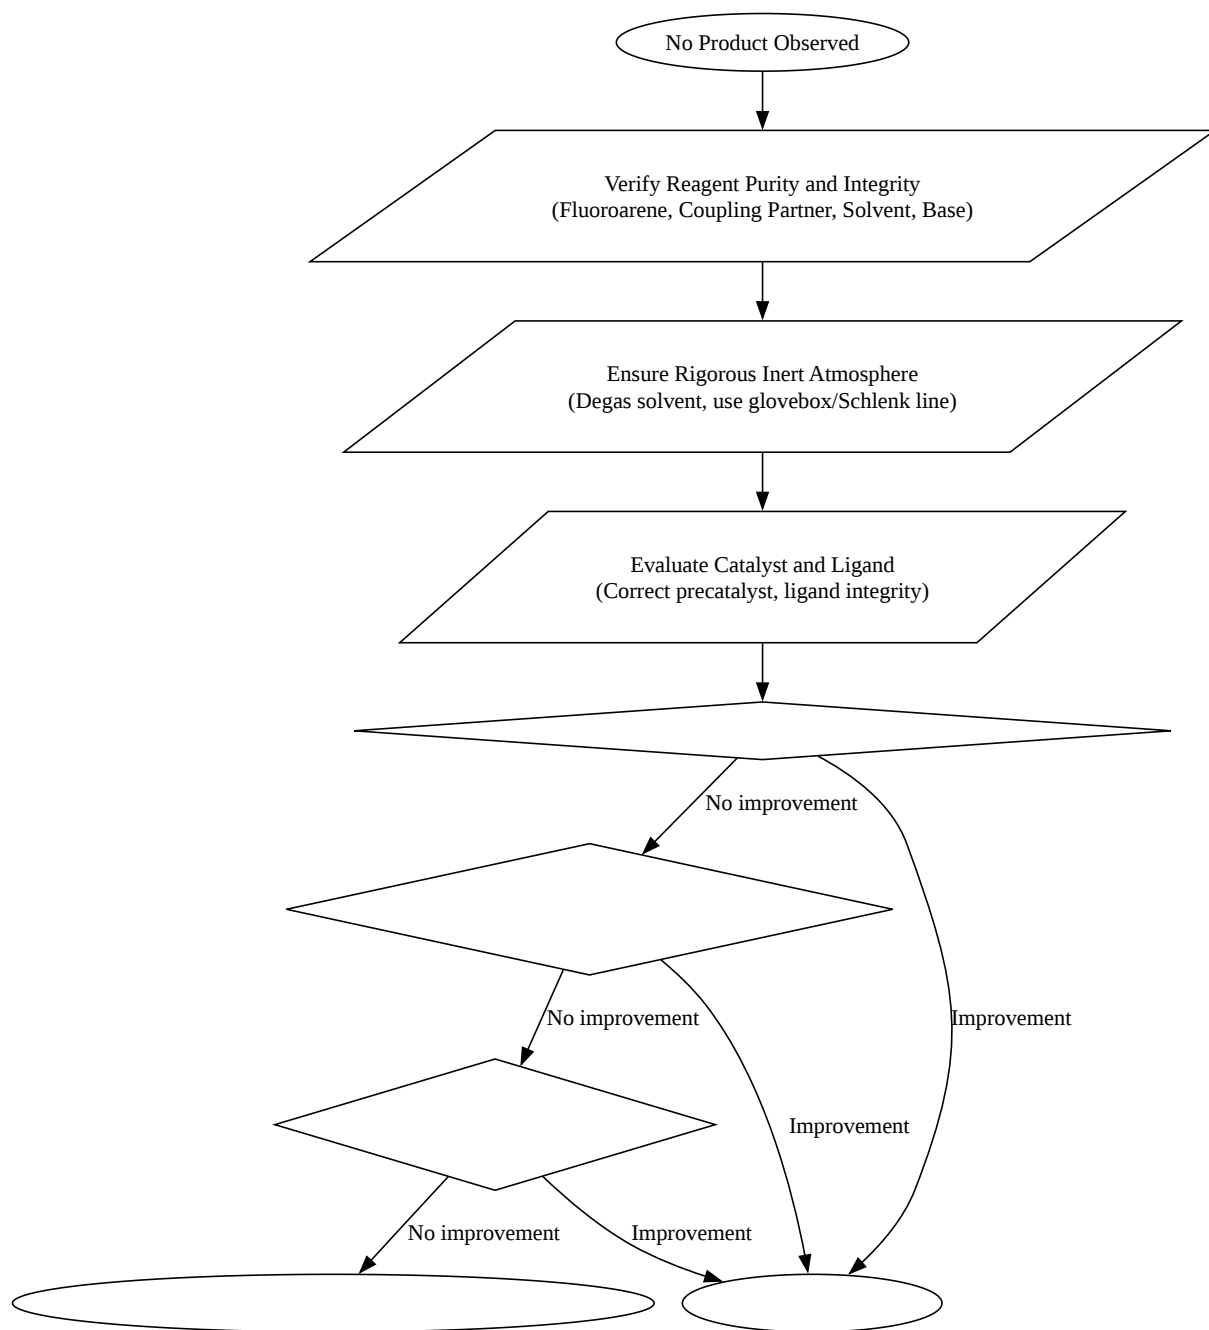 No Product Observed
Verify Reagent Purity and Integrity
(Fluoroarene, Coupling Partner, Solvent, Base)
Ensure Rigorous Inert Atmosphere
(Degas solvent, use glovebox/Schlenk line)
Evaluate Catalyst and Ligand
(Correct precatalyst, ligand integrity)
No improvement
No improvement
Improvement
Improvement
No improvement
Improvement